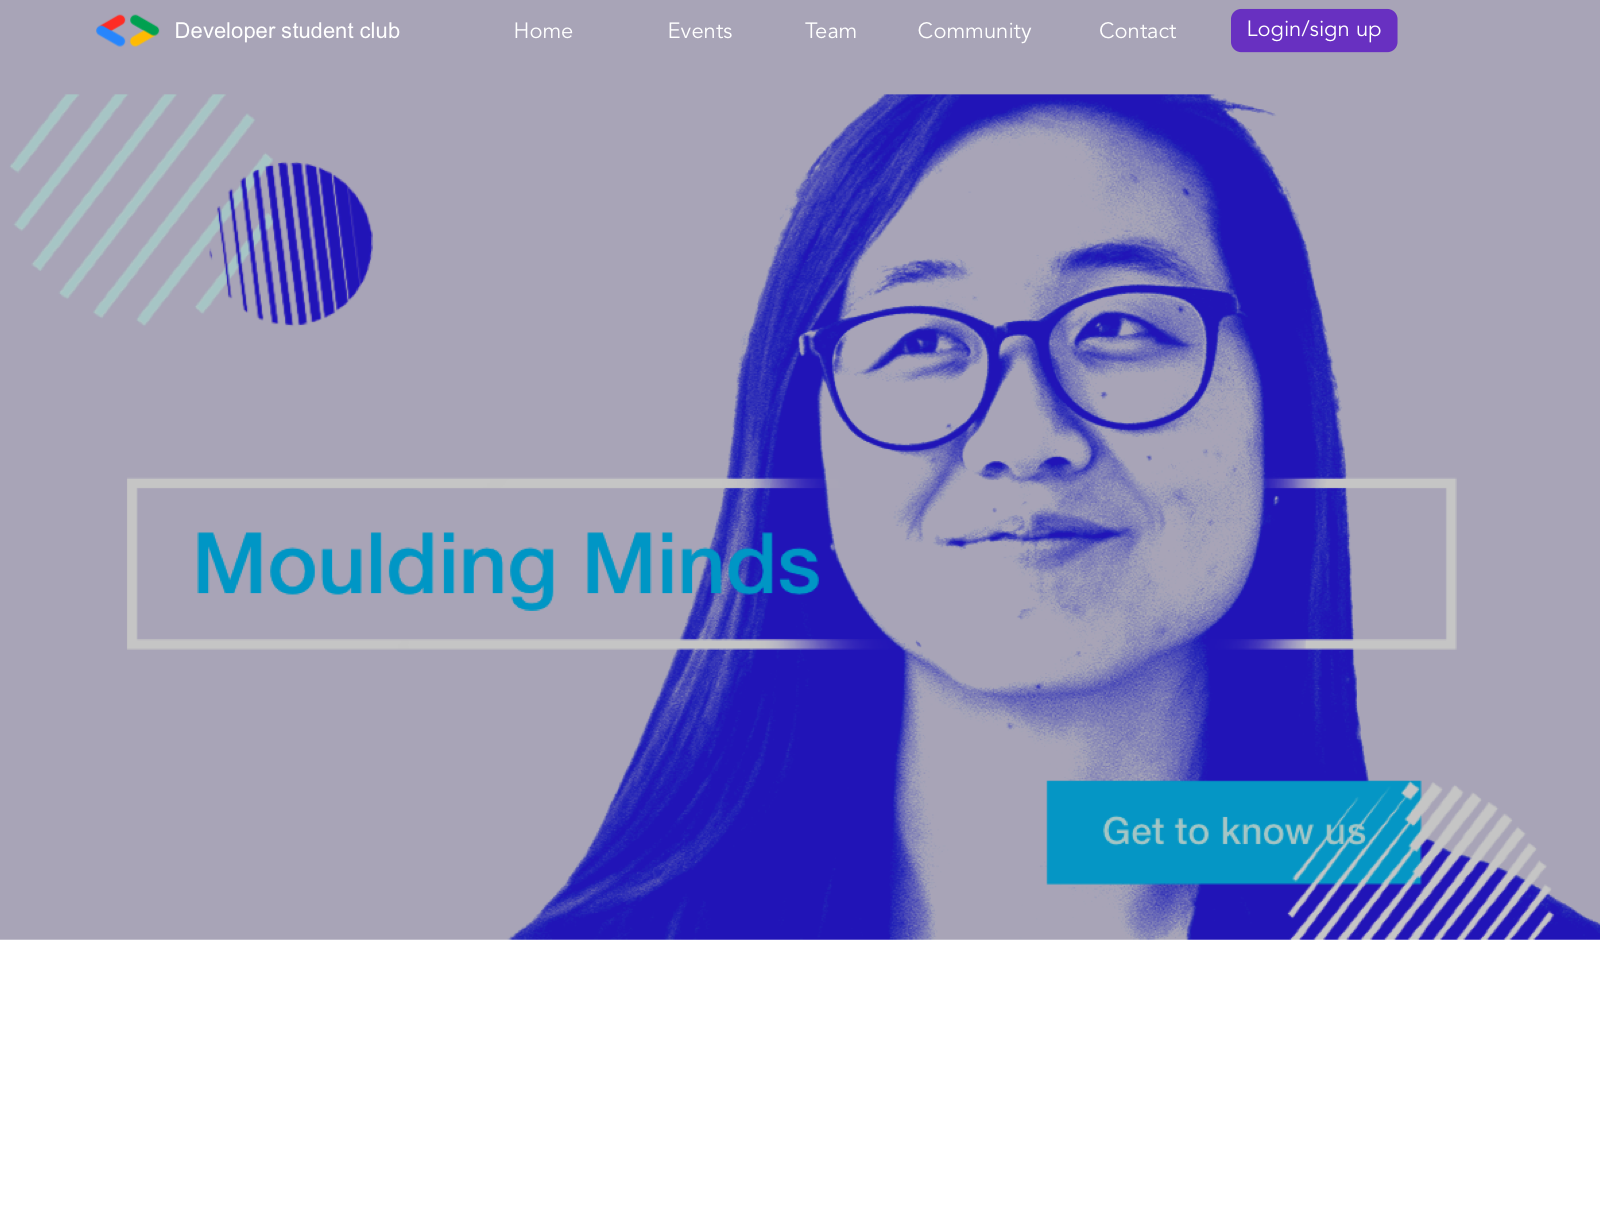 Developer student club
Home
Events
Team
Community
Contact
Login/sign up
Moulding Minds
Get to know us